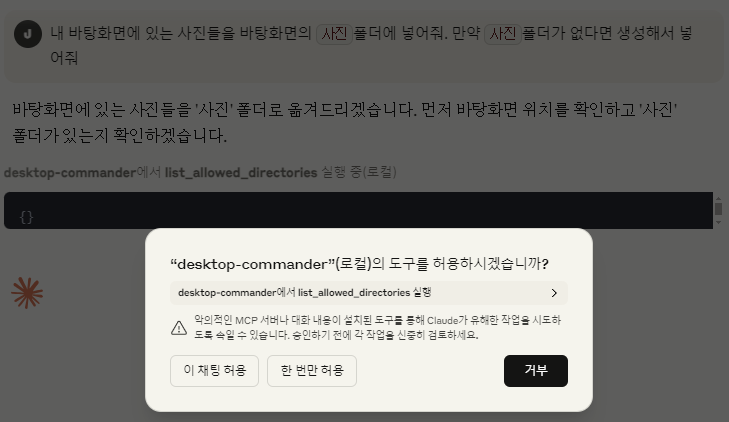 J
내 바탕화면에 있는 사진들을 바탕화면의 사진 폴더에 넣어줘. 만약 사진 폴더가 없다면 생성해서 넣
어줘
바탕화면에 있는 사진들을 '사진' 폴더로 옮겨드리겠습니다. 먼저 바탕화면 위치를 확인하고 '사진'
폴더가 있는지 확인하겠습니다.
desktop-commander에서 list_allowed_directories 실행 중(로컬)
{}
“desktop-commander”(로컬)의 도구를 허용하시겠습니까?
desktop-commander에서 list_allowed_directories 실행
악의적인 MCP 서버나 대화 내용이 설치된 도구를 통해 Claude가 유해한 작업을 시도하
도록 속일 수 있습니다. 승인하기 전에 각 작업을 신중히 검토하세요.
이 채팅 허용
한 번만 허용
거부